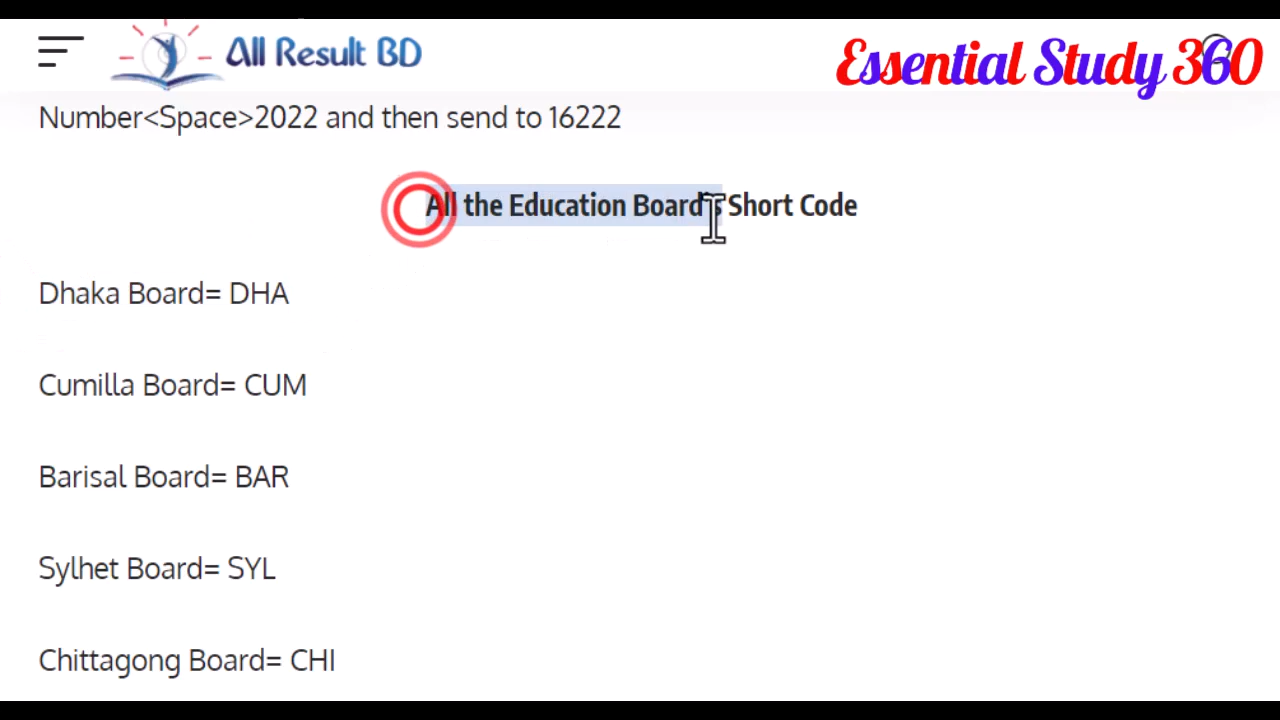 All Result BD
Essential Study 360
Number<Space>2022 and then send to 16222
All the Education Board's Short Code
Dhaka Board= DHA
Cumilla Board= CUM
Barisal Board= BAR
Sylhet Board= SYL
Chittagong Board= CHI